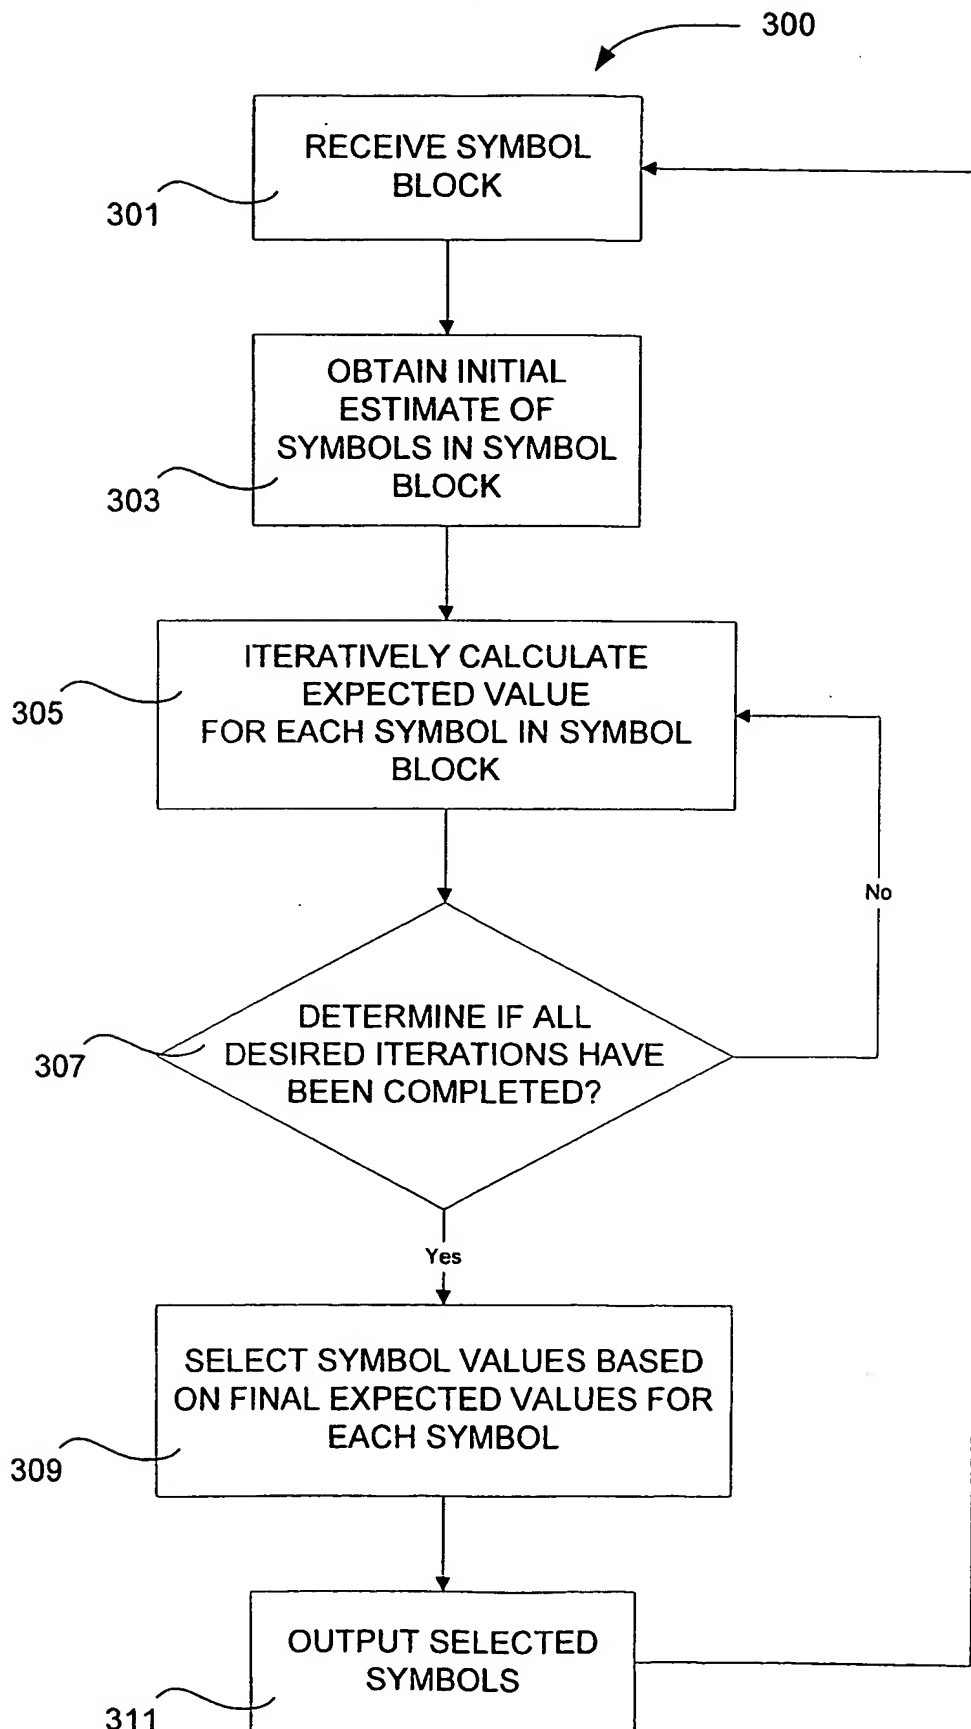 300
RECEIVE SYMBOL
BLOCK
301
OBTAIN INITIAL
ESTIMATE OF
SYMBOLS IN SYMBOL
BLOCK
303
ITERATIVELY CALCULATE
EXPECTED VALUE
FOR EACH SYMBOL IN SYMBOL
BLOCK
305
No
DETERMINE IF ALL
DESIRED ITERATIONS HAVE
BEEN COMPLETED?
307
Yes
SELECT SYMBOL VALUES BASED
ON FINAL EXPECTED VALUES FOR
EACH SYMBOL
309
OUTPUT SELECTED
SYMBOLS
311